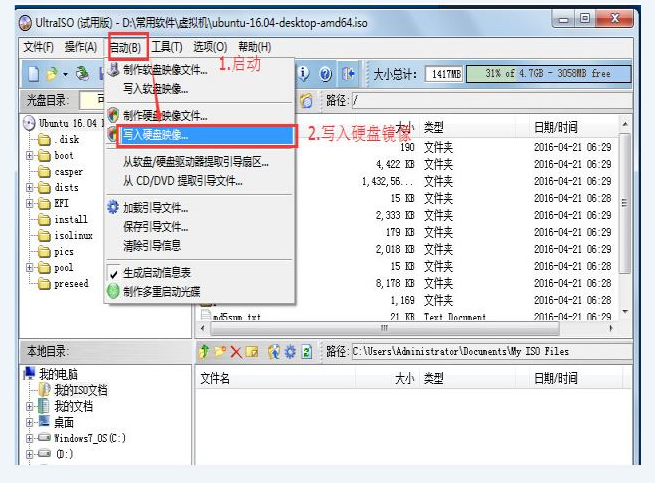 UltraISO (试用版) - D:\常用软件\虚拟机\ubuntu-16.04-desktop-amd64.iso
文件(F) 操作(A) 启动(B) 工具(T) 选项(O) 帮助(H)
1.启动
大小总计: 1417MB 31% of 4.7GB - 3058MB free
光盘目录: 可 路径: /
制作软盘映像文件...
写入软盘映像...
制作硬盘映像文件...
写入硬盘映像...
2.写入硬盘镜像
从软盘/硬盘驱动器提取引导扇区...
从 CD/DVD 提取引导文件...
加载引导文件...
保存引导文件...
清除引导信息
生成启动信息表
制作多重启动光碟
Ubuntu 16.04
.disk
boot
casper
dists
EFI
install
isolinux
pics
pool
preseed
大小 类型 日期/时间
190 文件夹 2016-04-21 06:29
4,422 KB 文件夹 2016-04-21 06:29
1,432,56... 文件夹 2016-04-21 06:29
15 KB 文件夹 2016-04-21 06:28
2,333 KB 文件夹 2016-04-21 06:29
179 KB 文件夹 2016-04-21 06:29
2,018 KB 文件夹 2016-04-21 06:29
15 KB 文件夹 2016-04-21 06:28
8,178 KB 文件夹 2016-04-21 06:28
1,169 文件夹 2016-04-21 06:28
md5sum.txt 21 KB Text Document 2016-04-21 06:29
本地目录: 路径: C:\Users\Administrator\Documents\My ISO Files
我的电脑
我的ISO文档
我的文档
桌面
Windows7_OS(C:)
(D:)
文件名 大小 类型 日期/时间